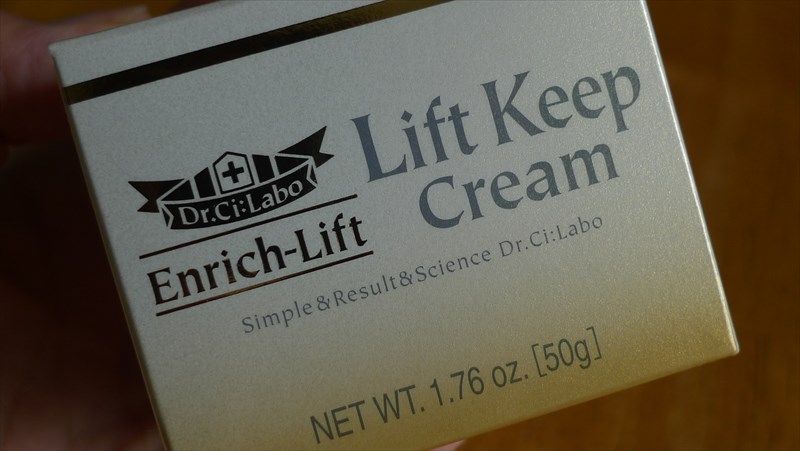 Dr.Ci:Labo
Enrich-Lift
Lift Keep
Cream
Simple&Result&Science Dr.Ci:Labo
NET WT. 1.76 oz. [50g]